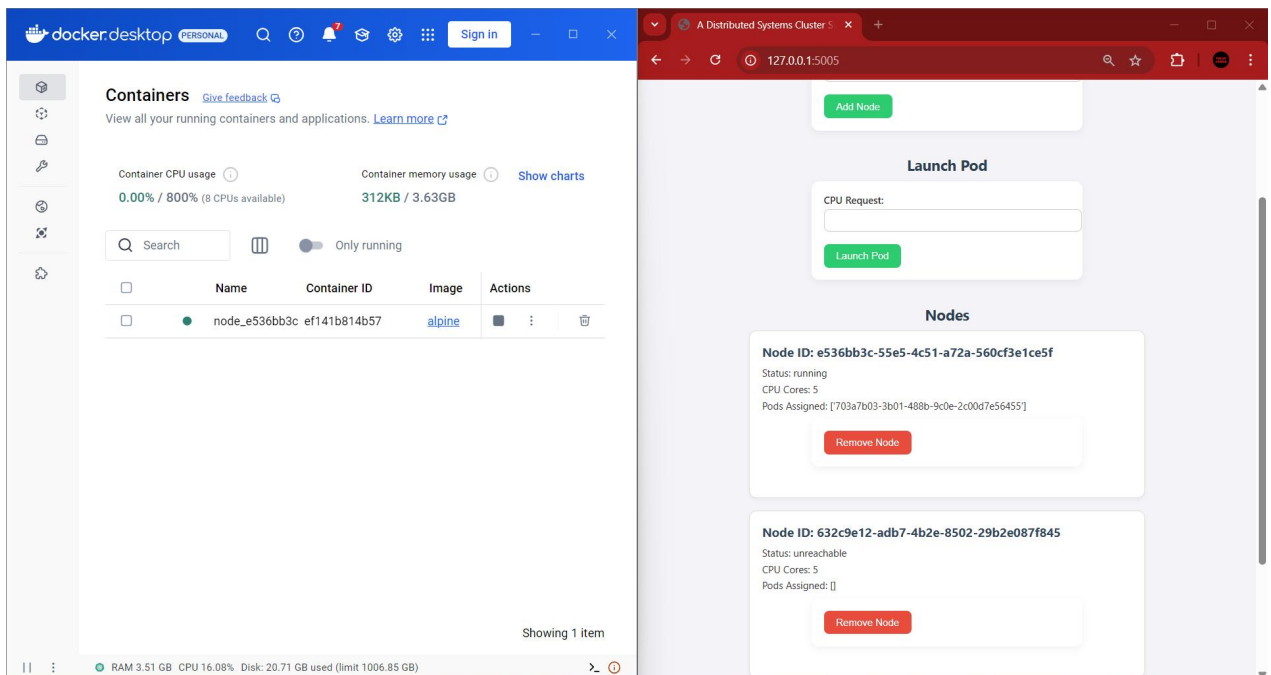 docker.desktop PERSONAL
7
Sign in
Containers Give feedback
View all your running containers and applications. Learn more
Container CPU usage
0.00% / 800% (8 CPUs available)
Container memory usage
312KB / 3.63GB
Show charts
Search
Only running
Name Container ID Image Actions
node_e536bb3c ef141b814b57 alpine
Showing 1 item
RAM 3.51 GB CPU 16.08% Disk: 20.71 GB used (limit 1006.85 GB)
A Distributed Systems Cluster S
127.0.0.1:5005
Add Node
Launch Pod
CPU Request:
Launch Pod
Nodes
Node ID: e536bb3c-55e5-4c51-a72a-560cf3e1ce5f
Status: running
CPU Cores: 5
Pods Assigned: ['703a7b03-3b01-488b-9c0e-2c00d7e56455']
Remove Node
Node ID: 632c9e12-adb7-4b2e-8502-29b2e087f845
Status: unreachable
CPU Cores: 5
Pods Assigned: []
Remove Node